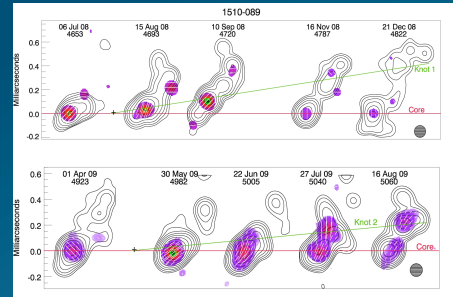 1510-089
06 Jul 08 15 Aug 08 10 Sep 08 16 Nov 08 21 Dec 08
4653 4693 4720 4787 4822
0.6
0.4
Knot 1
0.2
Core
0.0
-0.2
Milliarcseconds
01 Apr 09 30 May 09 22 Jun 09 27 Jul 09 16 Aug 09
4923 4982 5005 5040 5060
0.6
0.4
0.2
Knot 2
Core
0.0
-0.2
Milliarcseconds